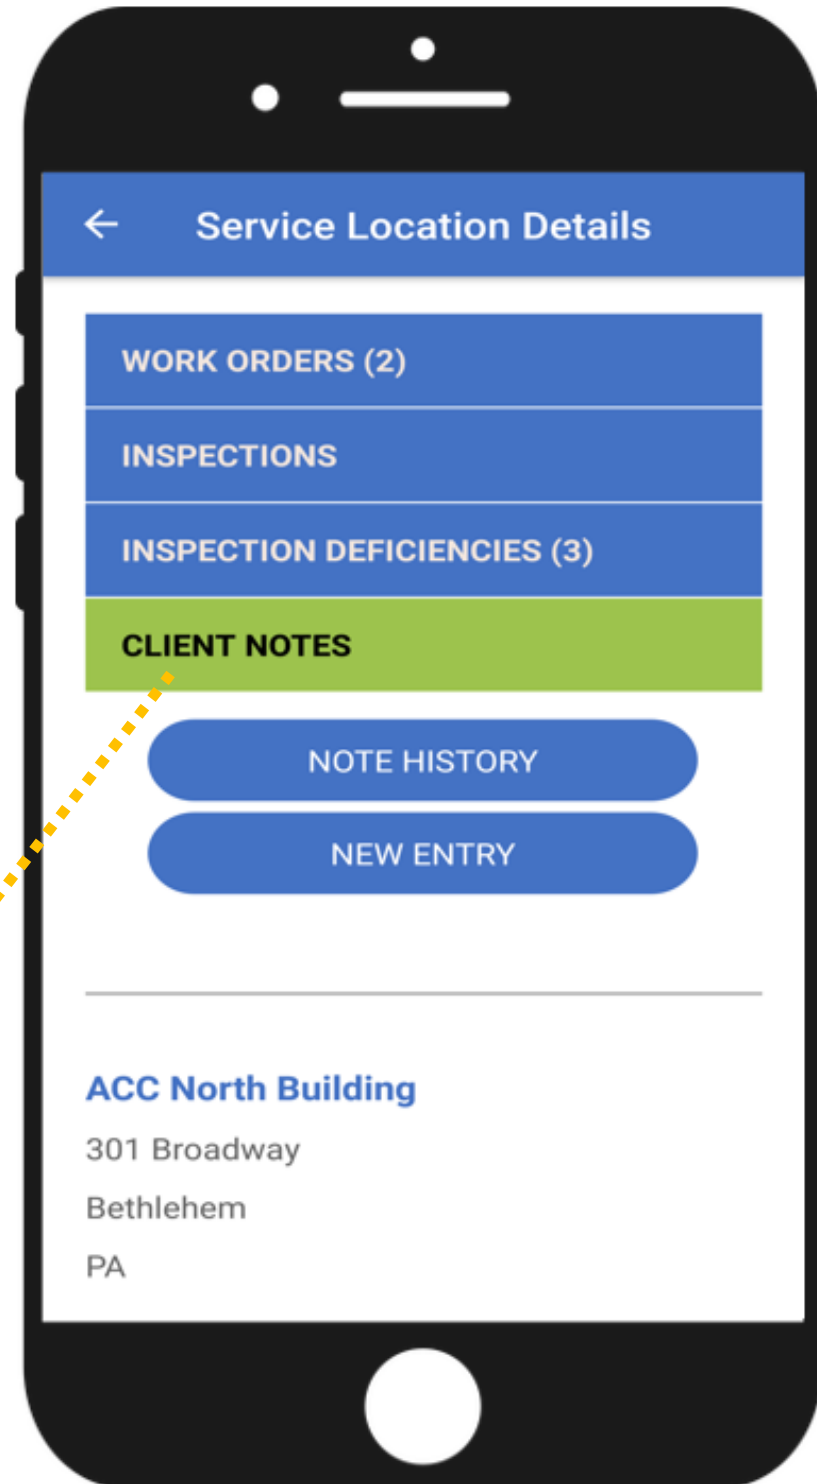 Service Location Details
WORK ORDERS (2)
INSPECTIONS
INSPECTION DEFICIENCIES (3)
CLIENT NOTES
NOTE HISTORY
NEW ENTRY
ACC North Building
301 Broadway
Bethlehem
PA